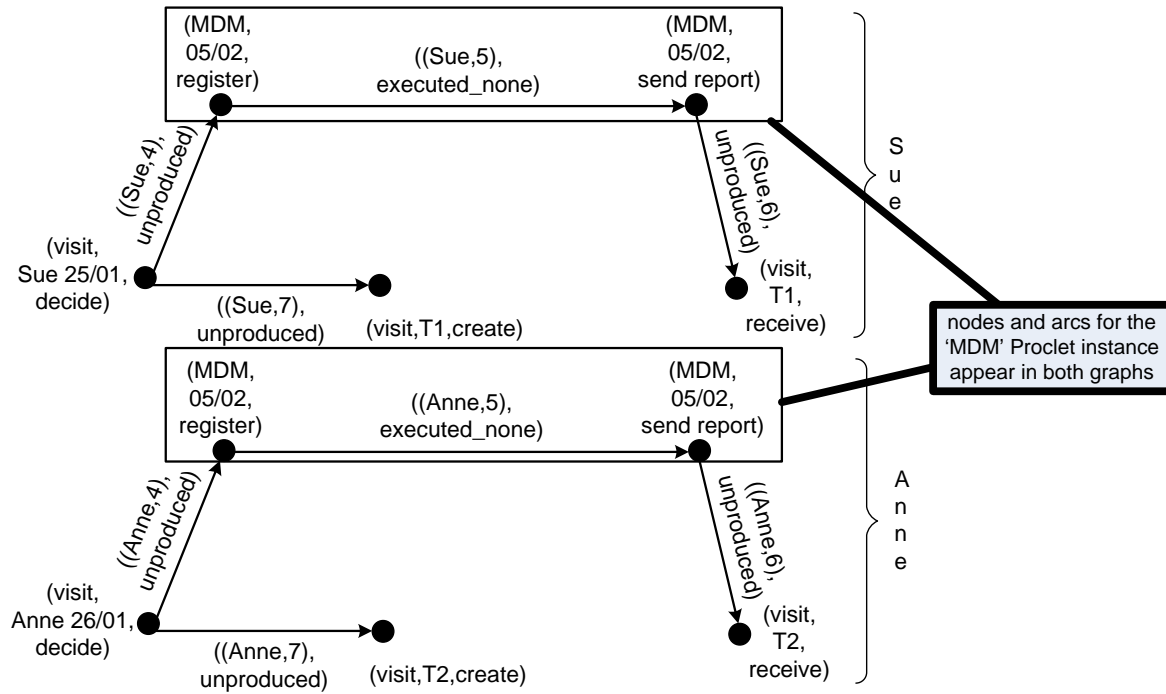 (MDM,
05/02,
register)
((Sue,5),
executed_none)
(MDM,
05/02,
send report)
((Sue,4),
unproduced)
((Sue,6),
unproduced)
Sue
(visit,
Sue 25/01,
decide)
((Sue,7),
unproduced)
(visit,T1,create)
(visit,
T1,
receive)
nodes and arcs for the
‘MDM’ Proclet instance
appear in both graphs
(MDM,
05/02,
register)
((Anne,5),
executed_none)
(MDM,
05/02,
send report)
((Anne,4),
unproduced)
((Anne,6),
unproduced)
Anne
(visit,
Anne 26/01,
decide)
((Anne,7),
unproduced)
(visit,T2,create)
(visit,
T2,
receive)